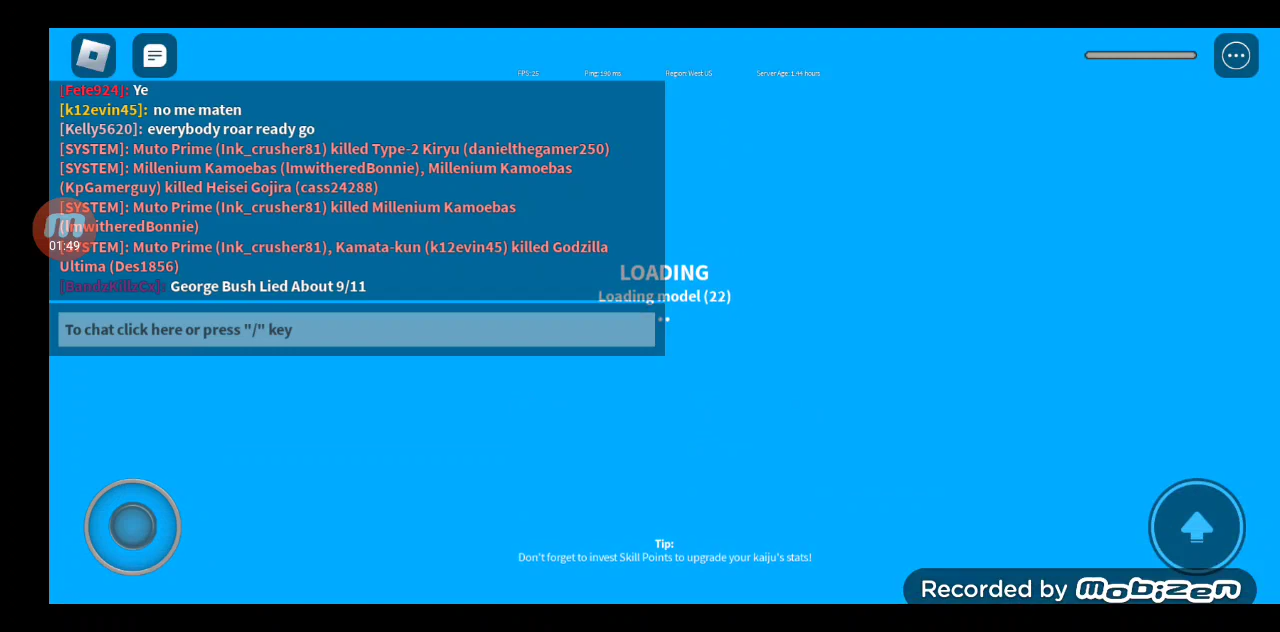 FPS: 25 Ping: 190 ms Region: West US Server Age: 1.44 hours
[Fefe924]: Ye
[k12evin45]: no me maten
[Kelly5620]: everybody roar ready go
[SYSTEM]: Muto Prime (Ink_crusher81) killed Type-2 Kiryu (danielthegamer250)
[SYSTEM]: Millenium Kamoebas (lmwitheredBonnie), Millenium Kamoebas
(KpGamerguy) killed Heisei Gojira (cass24288)
[SYSTEM]: Muto Prime (Ink_crusher81) killed Millenium Kamoebas
(lmwitheredBonnie)
01:49
[SYSTEM]: Muto Prime (Ink_crusher81), Kamata-kun (k12evin45) killed Godzilla
Ultima (Des1856)
George Bush Lied About 9/11
LOADING
Loading model (22)
To chat click here or press "/" key
Tip:
Don't forget to invest Skill Points to upgrade your kaiju's stats!
Recorded by mobizen